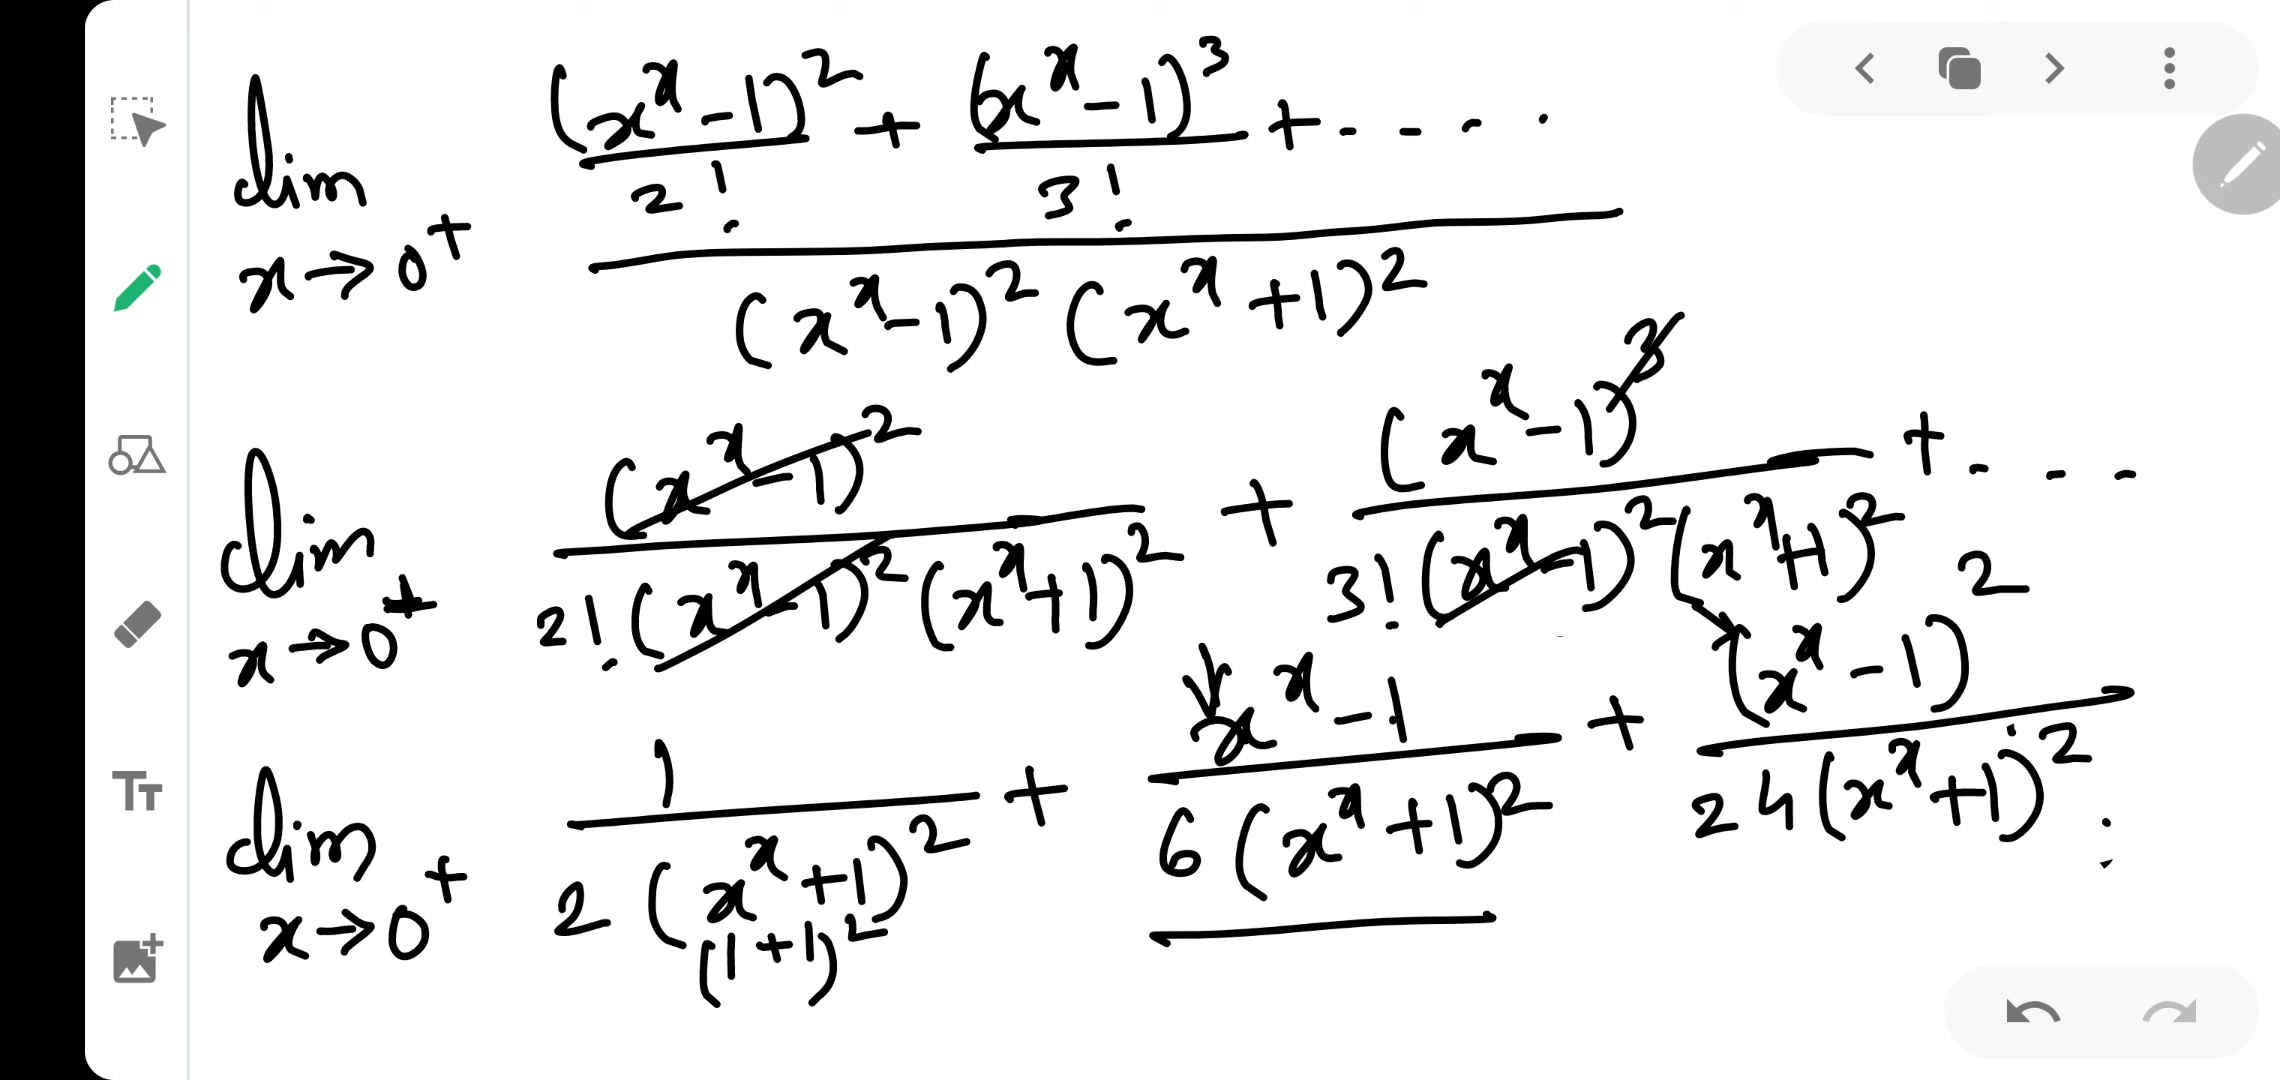 lim x→0⁺ ((x^x - 1)^2 / 2! + (x^x - 1)^3 / 3! + - - - .) / ((x^x - 1)^2 (x^x + 1)^2)
lim x→0⁺ (x^x - 1)^2 / (2! (x^x - 1)^2 (x^x + 1)^2) + (x^x - 1)^3 / (3! (x^x - 1)^2 (x^x + 1)^2) + - - -
lim x→0⁺ 1 / (2 (x^x + 1)^2) + (x^x - 1) / (6 (x^x + 1)^2) + (x^x - 1)^2 / (24 (x^x + 1)^2)
(1+1)^2
Tт